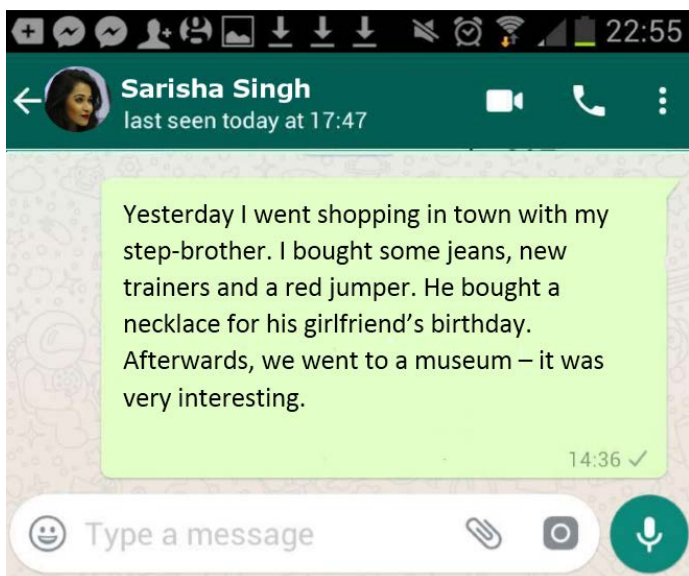 22:55
Sarisha Singh
last seen today at 17:47
Yesterday I went shopping in town with my
step-brother. I bought some jeans, new
trainers and a red jumper. He bought a
necklace for his girlfriend’s birthday.
Afterwards, we went to a museum – it was
very interesting.
14:36
Type a message